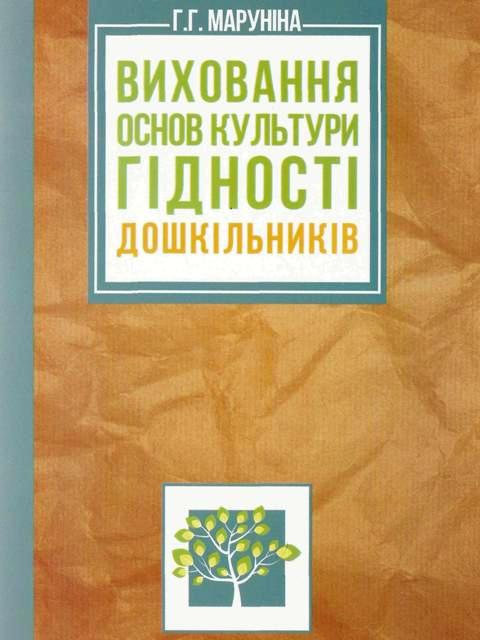 Г.Г. МАРУНІНА
ВИХОВАННЯ
ОСНОВ КУЛЬТУРИ
ГІДНОСТІ
ДОШКІЛЬНИКІВ